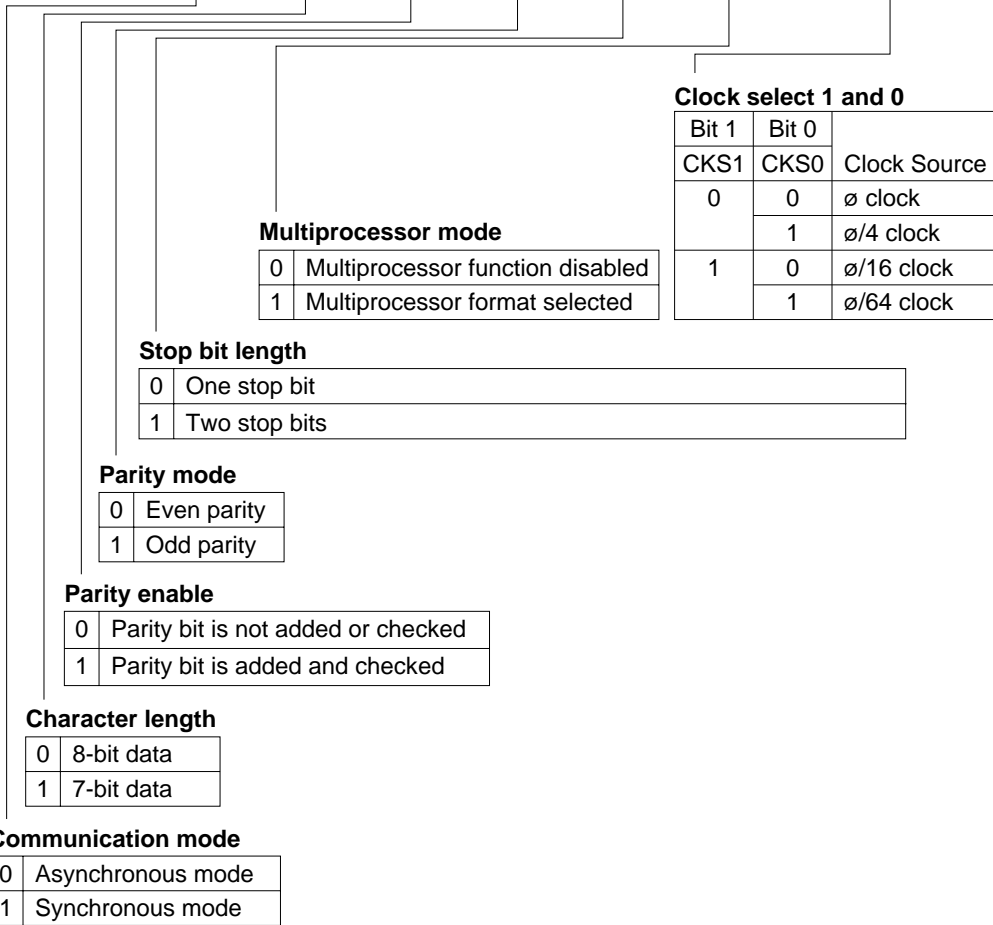 Clock select 1 and 0
Bit 1 Bit 0
CKS1 CKS0 Clock Source
0 0 ø clock
1 ø/4 clock
1 0 ø/16 clock
1 ø/64 clock
Multiprocessor mode
0 Multiprocessor function disabled
1 Multiprocessor format selected
Stop bit length
0 One stop bit
1 Two stop bits
Parity mode
0 Even parity
1 Odd parity
Parity enable
0 Parity bit is not added or checked
1 Parity bit is added and checked
Character length
0 8-bit data
1 7-bit data
Communication mode
0 Asynchronous mode
1 Synchronous mode